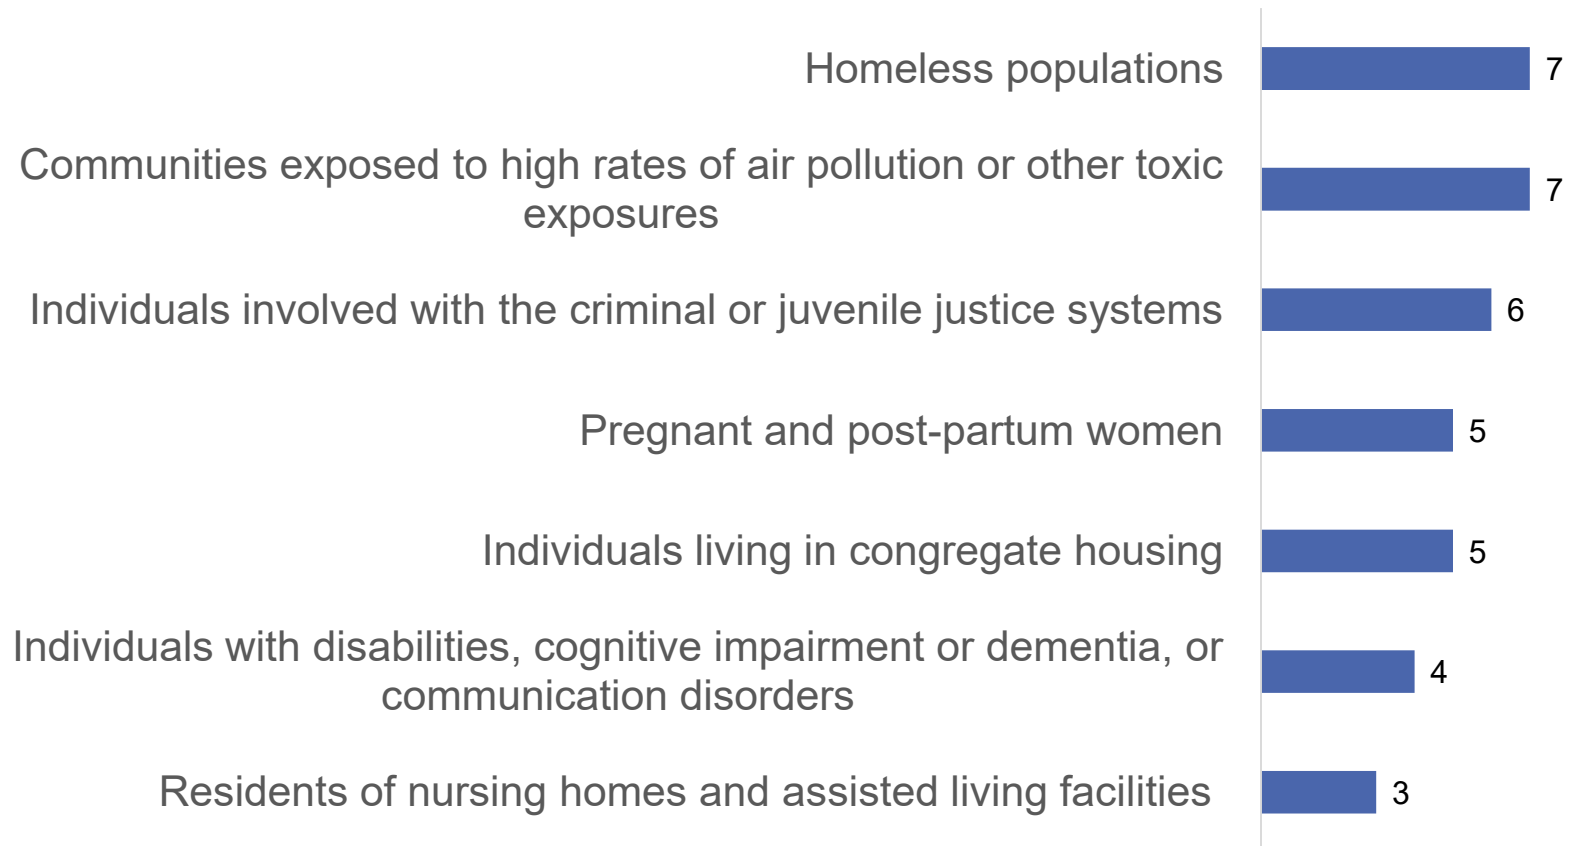 Homeless populations
7
Communities exposed to high rates of air pollution or other toxic
exposures
7
Individuals involved with the criminal or juvenile justice systems
6
Pregnant and post-partum women
5
Individuals living in congregate housing
5
Individuals with disabilities, cognitive impairment or dementia, or
communication disorders
4
Residents of nursing homes and assisted living facilities
3